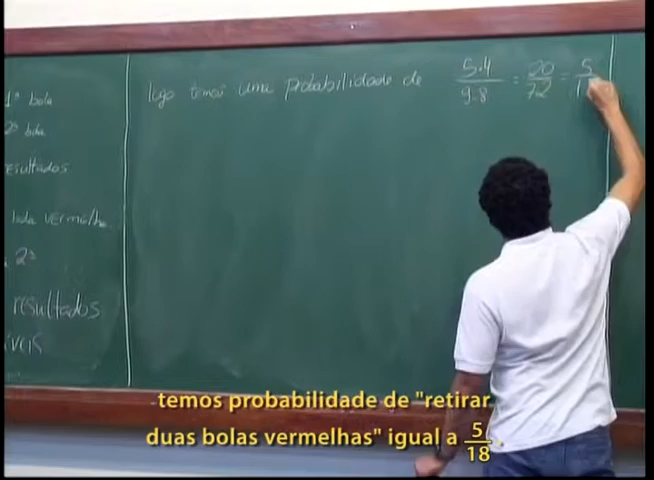 1ª bola
2ª bola
resultados
bola vermelha
2ª
resultados
logo temos uma probabilidade de 5.4/9.8 = 20/72 = 5/1
temos probabilidade de "retirar
duas bolas vermelhas" igual a 5/18.